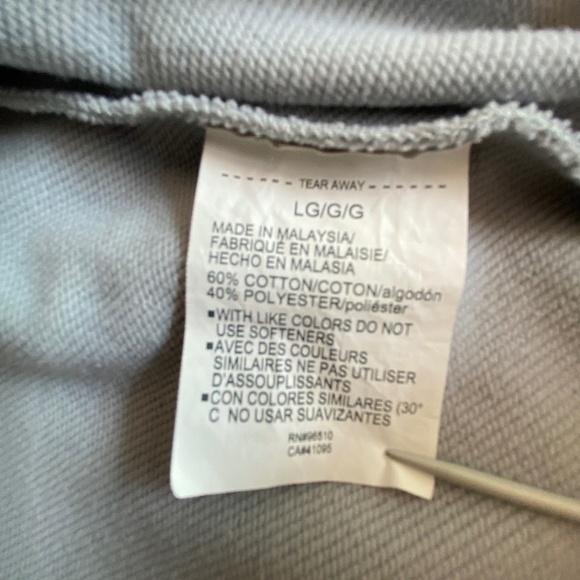 ------ TEAR AWAY ------
LG/G/G
MADE IN MALAYSIA/
FABRIQUÉ EN MALAISIE/
HECHO EN MALASIA
60% COTTON/COTON/algodón
40% POLYESTER/poliéster
▪WITH LIKE COLORS DO NOT
USE SOFTENERS
▪AVEC DES COULEURS
SIMILAIRES NE PAS UTILISER
D'ASSOUPLISSANTS
▪CON COLORES SIMILARES (30°
C NO USAR SUAVIZANTES
RN#96510
CA#41095